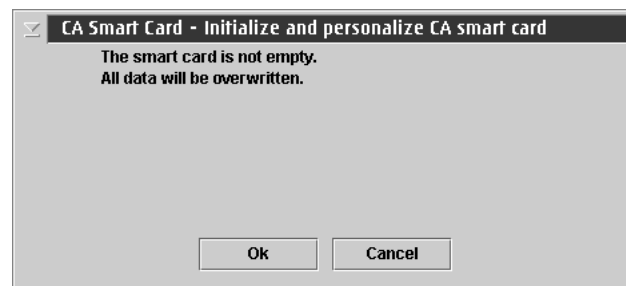 CA Smart Card - Initialize and personalize CA smart card
The smart card is not empty.
All data will be overwritten.
Ok
Cancel